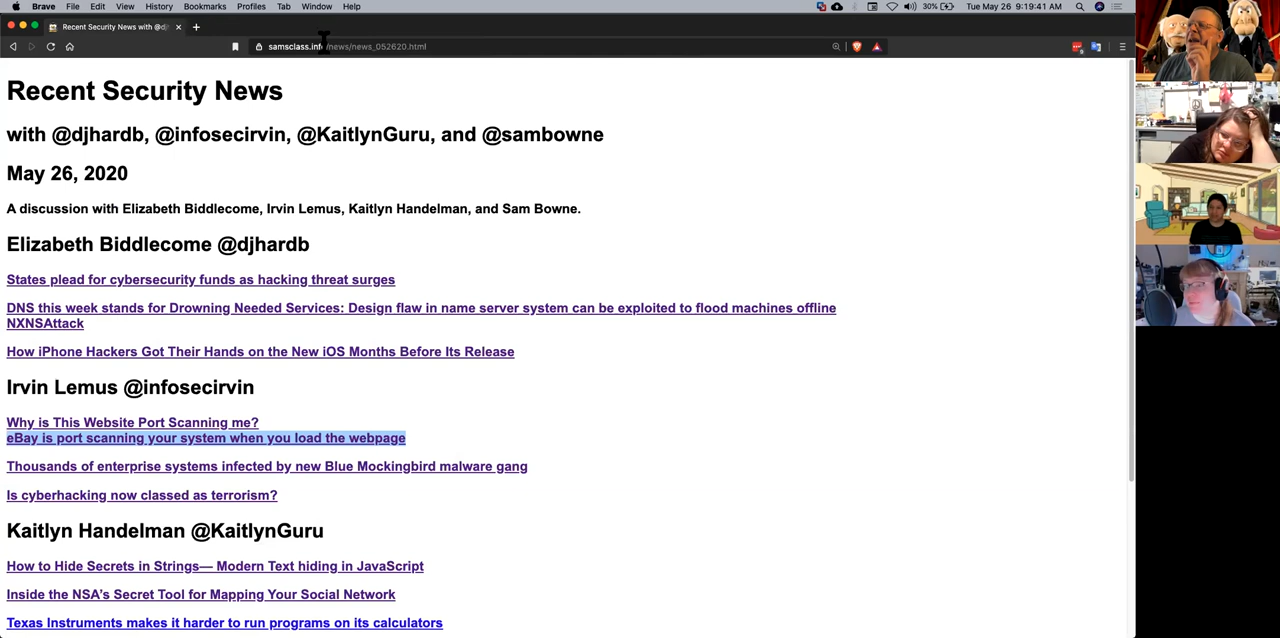 Brave File Edit View History Bookmarks Profiles Tab Window Help
30% Tue May 26 9:19:41 AM
Recent Security News with @dj
samsclass.info/news/news_052620.html
Recent Security News
with @djhardb, @infosecirvin, @KaitlynGuru, and @sambowne
May 26, 2020
A discussion with Elizabeth Biddlecome, Irvin Lemus, Kaitlyn Handelman, and Sam Bowne.
Elizabeth Biddlecome @djhardb
States plead for cybersecurity funds as hacking threat surges
DNS this week stands for Drowning Needed Services: Design flaw in name server system can be exploited to flood machines offline
NXNSAttack
How iPhone Hackers Got Their Hands on the New iOS Months Before Its Release
Irvin Lemus @infosecirvin
Why is This Website Port Scanning me?
eBay is port scanning your system when you load the webpage
Thousands of enterprise systems infected by new Blue Mockingbird malware gang
Is cyberhacking now classed as terrorism?
Kaitlyn Handelman @KaitlynGuru
How to Hide Secrets in Strings— Modern Text hiding in JavaScript
Inside the NSA's Secret Tool for Mapping Your Social Network
Texas Instruments makes it harder to run programs on its calculators